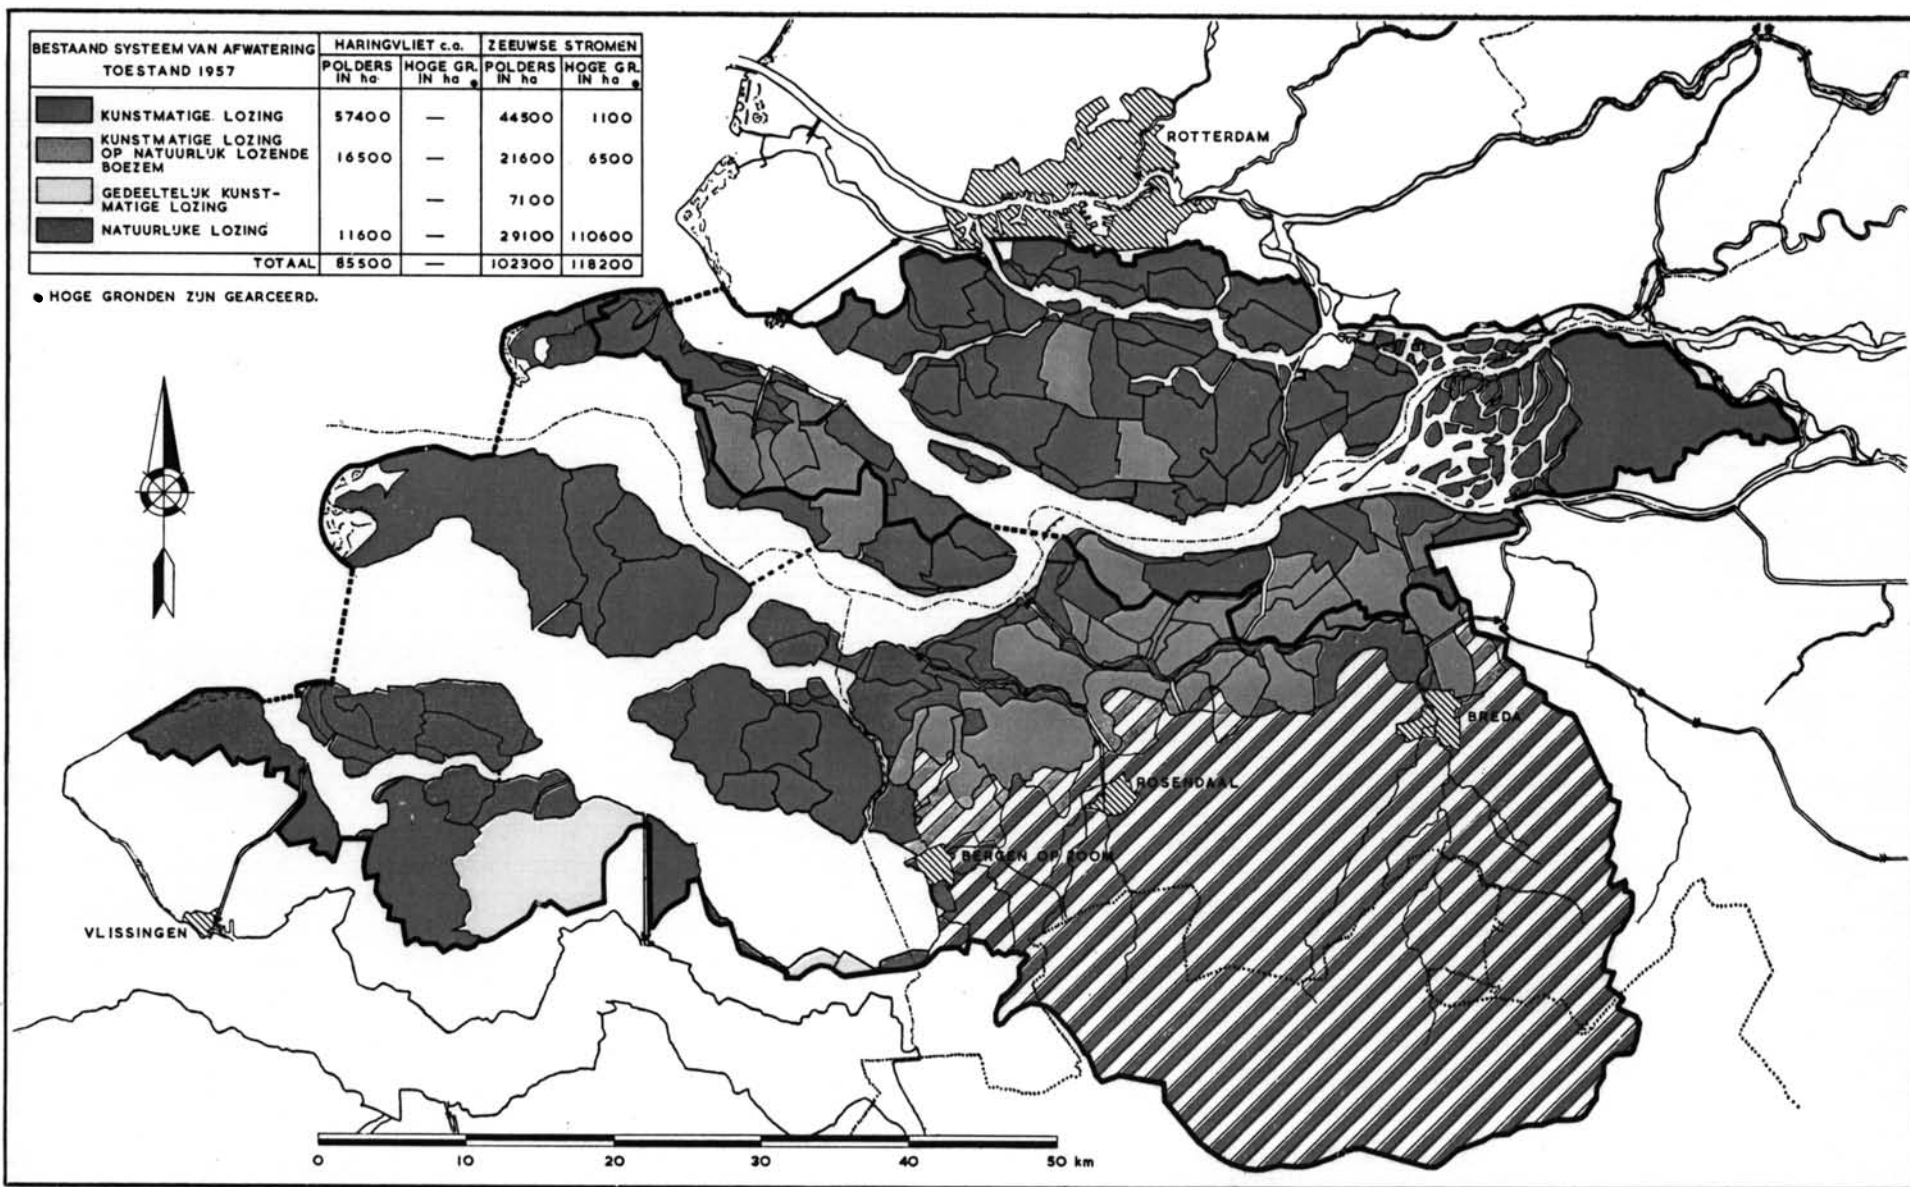 BESTAAND SYSTEEM VAN AFWATERING
TOESTAND 1957
HARINGVLIET c.a.
ZEEUWSE STROMEN
POLDERS IN ha
HOGE GR. IN ha
POLDERS IN ha
HOGE GR. IN ha
KUNSTMATIGE LOZING 57400 — 44500 1100
KUNSTMATIGE LOZING
OP NATUURLIJK LOZENDE 16500 — 21600 6500
BOEZEM
GEDEELTELIJK KUNST-
MATIGE LOZING — 7100
NATUURLIJKE LOZING 11600 — 29100 110600
TOTAAL 85500 — 102300 118200
HOGE GRONDEN ZIJN GEARCEERD.
ROTTERDAM
BREDA
ROSENDAAL
BERGEN OP ZOOM
VLISSINGEN
0 10 20 30 40 50 km